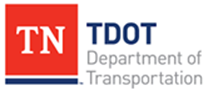 TN
TDOT
Department of
Transportation